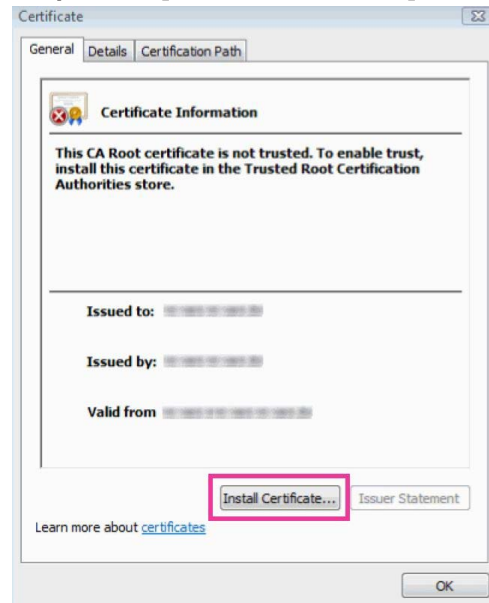 Certificate
General Details Certification Path
Certificate Information
This CA Root certificate is not trusted. To enable trust,
install this certificate in the Trusted Root Certification
Authorities store.
Issued to:
Issued by:
Valid from
Install Certificate... Issuer Statement
Learn more about certificates
OK